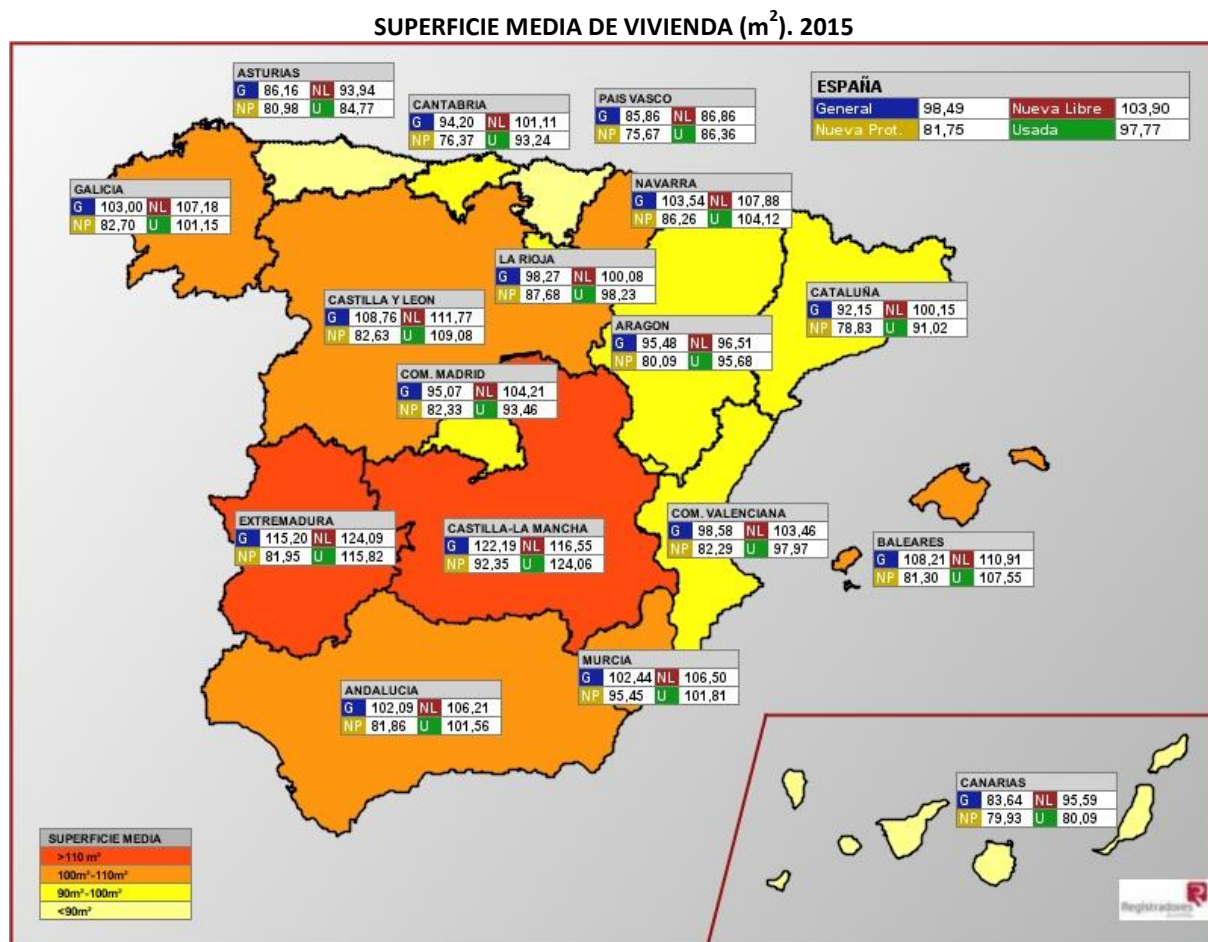 SUPERFICIE MEDIA DE VIVIENDA (m²). 2015
ASTURIAS
G 86,16 NL 93,94
NP 80,98 U 84,77
CANTABRIA
G 94,20 NL 101,11
NP 76,37 U 93,24
PAIS VASCO
G 85,86 NL 86,86
NP 75,67 U 86,36
ESPAÑA
General 98,49 Nueva Libre 103,90
Nueva Prot. 81,75 Usada 97,77
GALICIA
G 103,00 NL 107,18
NP 82,70 U 101,15
NAVARRA
G 103,54 NL 107,88
NP 86,26 U 104,12
LA RIOJA
G 98,27 NL 100,08
NP 87,68 U 98,23
CASTILLA Y LEON
G 108,76 NL 111,77
NP 82,63 U 109,08
CATALUÑA
G 92,15 NL 100,15
NP 78,83 U 91,02
ARAGON
G 95,48 NL 96,51
NP 80,09 U 95,68
COM. MADRID
G 95,07 NL 104,21
NP 82,33 U 93,46
EXTREMADURA
G 115,20 NL 124,09
NP 81,95 U 115,82
CASTILLA-LA MANCHA
G 122,19 NL 116,55
NP 92,35 U 124,06
COM. VALENCIANA
G 98,58 NL 103,46
NP 82,29 U 97,97
BALEARES
G 108,21 NL 110,91
NP 81,30 U 107,55
MURCIA
G 102,44 NL 106,50
NP 95,45 U 101,81
ANDALUCIA
G 102,09 NL 106,21
NP 81,86 U 101,56
CANARIAS
G 83,64 NL 95,59
NP 79,93 U 80,09
SUPERFICIE MEDIA
>110 m²
100m²-110m²
90m²-100m²
<90m²
Registradores